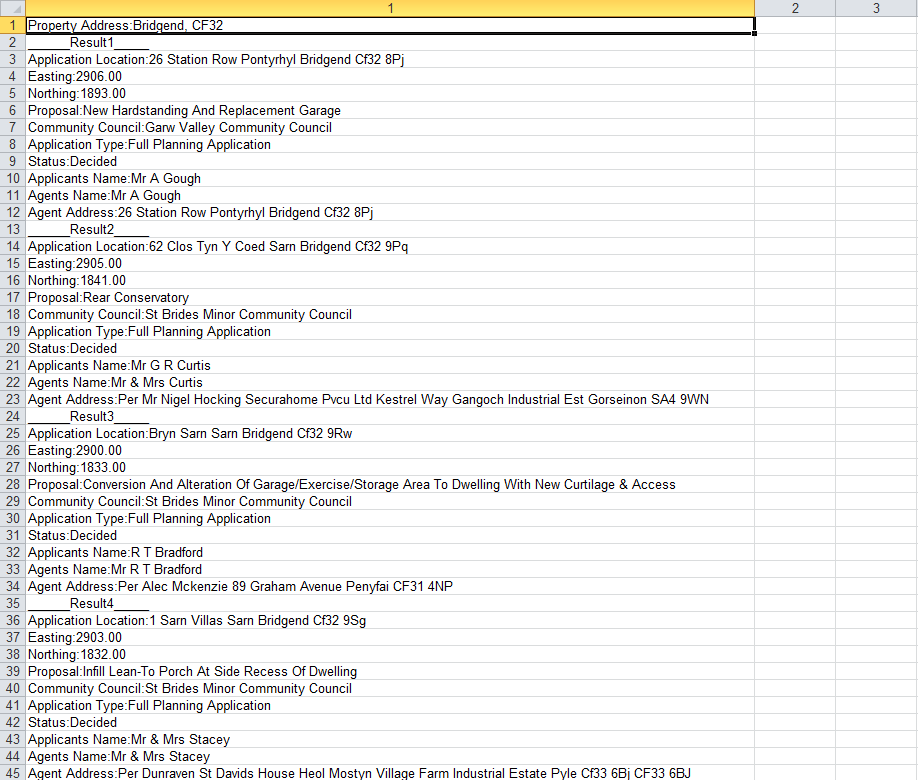 1 2 3
1 Property Address:Bridgend, CF32
2 ______Result1_____
3 Application Location:26 Station Row Pontyrhyl Bridgend Cf32 8Pj
4 Easting:2906.00
5 Northing:1893.00
6 Proposal:New Hardstanding And Replacement Garage
7 Community Council:Garw Valley Community Council
8 Application Type:Full Planning Application
9 Status:Decided
10 Applicants Name:Mr A Gough
11 Agents Name:Mr A Gough
12 Agent Address:26 Station Row Pontyrhyl Bridgend Cf32 8Pj
13 ______Result2_____
14 Application Location:62 Clos Tyn Y Coed Sarn Bridgend Cf32 9Pq
15 Easting:2905.00
16 Northing:1841.00
17 Proposal:Rear Conservatory
18 Community Council:St Brides Minor Community Council
19 Application Type:Full Planning Application
20 Status:Decided
21 Applicants Name:Mr G R Curtis
22 Agents Name:Mr & Mrs Curtis
23 Agent Address:Per Mr Nigel Hocking Securahome Pvcu Ltd Kestrel Way Gangoch Industrial Est Gorseinon SA4 9WN
24 ______Result3_____
25 Application Location:Bryn Sarn Sarn Bridgend Cf32 9Rw
26 Easting:2900.00
27 Northing:1833.00
28 Proposal:Conversion And Alteration Of Garage/Exercise/Storage Area To Dwelling With New Curtilage & Access
29 Community Council:St Brides Minor Community Council
30 Application Type:Full Planning Application
31 Status:Decided
32 Applicants Name:R T Bradford
33 Agents Name:Mr R T Bradford
34 Agent Address:Per Alec Mckenzie 89 Graham Avenue Penyfai CF31 4NP
35 ______Result4_____
36 Application Location:1 Sarn Villas Sarn Bridgend Cf32 9Sg
37 Easting:2903.00
38 Northing:1832.00
39 Proposal:Infill Lean-To Porch At Side Recess Of Dwelling
40 Community Council:St Brides Minor Community Council
41 Application Type:Full Planning Application
42 Status:Decided
43 Applicants Name:Mr & Mrs Stacey
44 Agents Name:Mr & Mrs Stacey
45 Agent Address:Per Dunraven St Davids House Heol Mostyn Village Farm Industrial Estate Pyle Cf33 6Bj CF33 6BJ